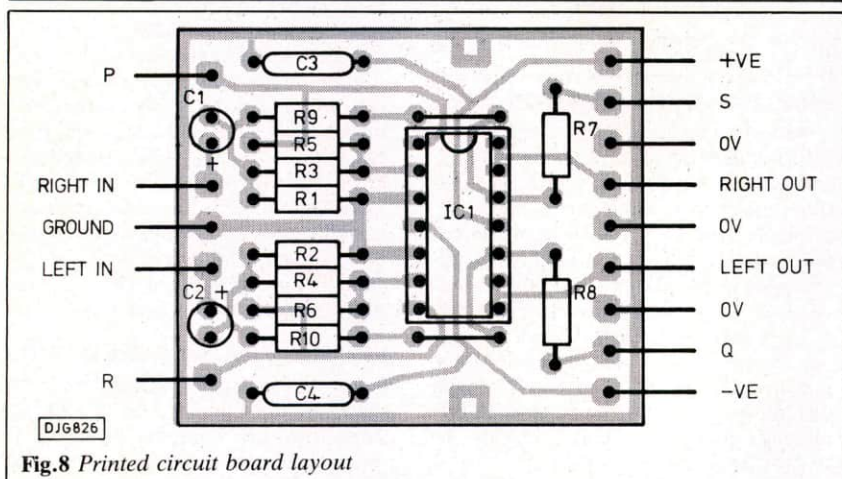 P
C1
+
RIGHT IN
GROUND
LEFT IN
C2 +
R
C3
R9
R5
R3
R1
R2
R4
R6
R10
C4
IC1
R7
R8
+VE
S
0V
RIGHT OUT
0V
LEFT OUT
0V
Q
-VE
DJG826
Fig.8 Printed circuit board layout